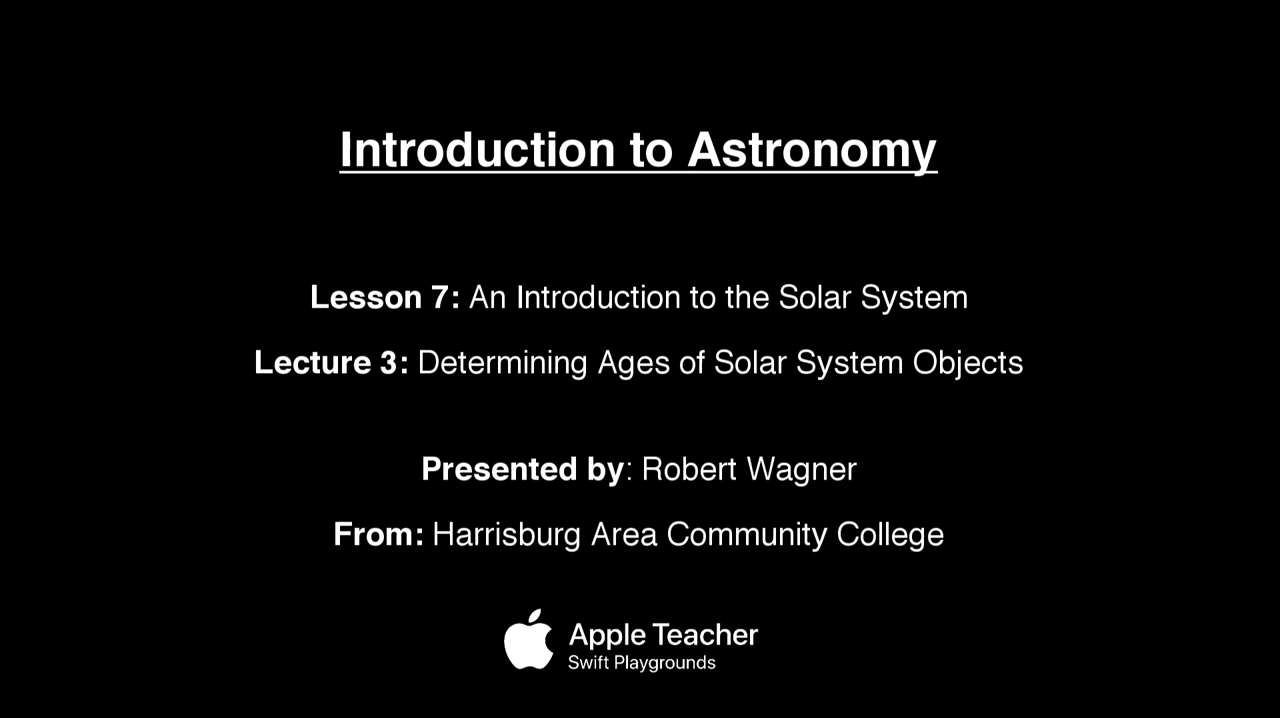 Introduction to Astronomy
Lesson 7: An Introduction to the Solar System
Lecture 3: Determining Ages of Solar System Objects
Presented by: Robert Wagner
From: Harrisburg Area Community College
Apple Teacher
Swift Playgrounds